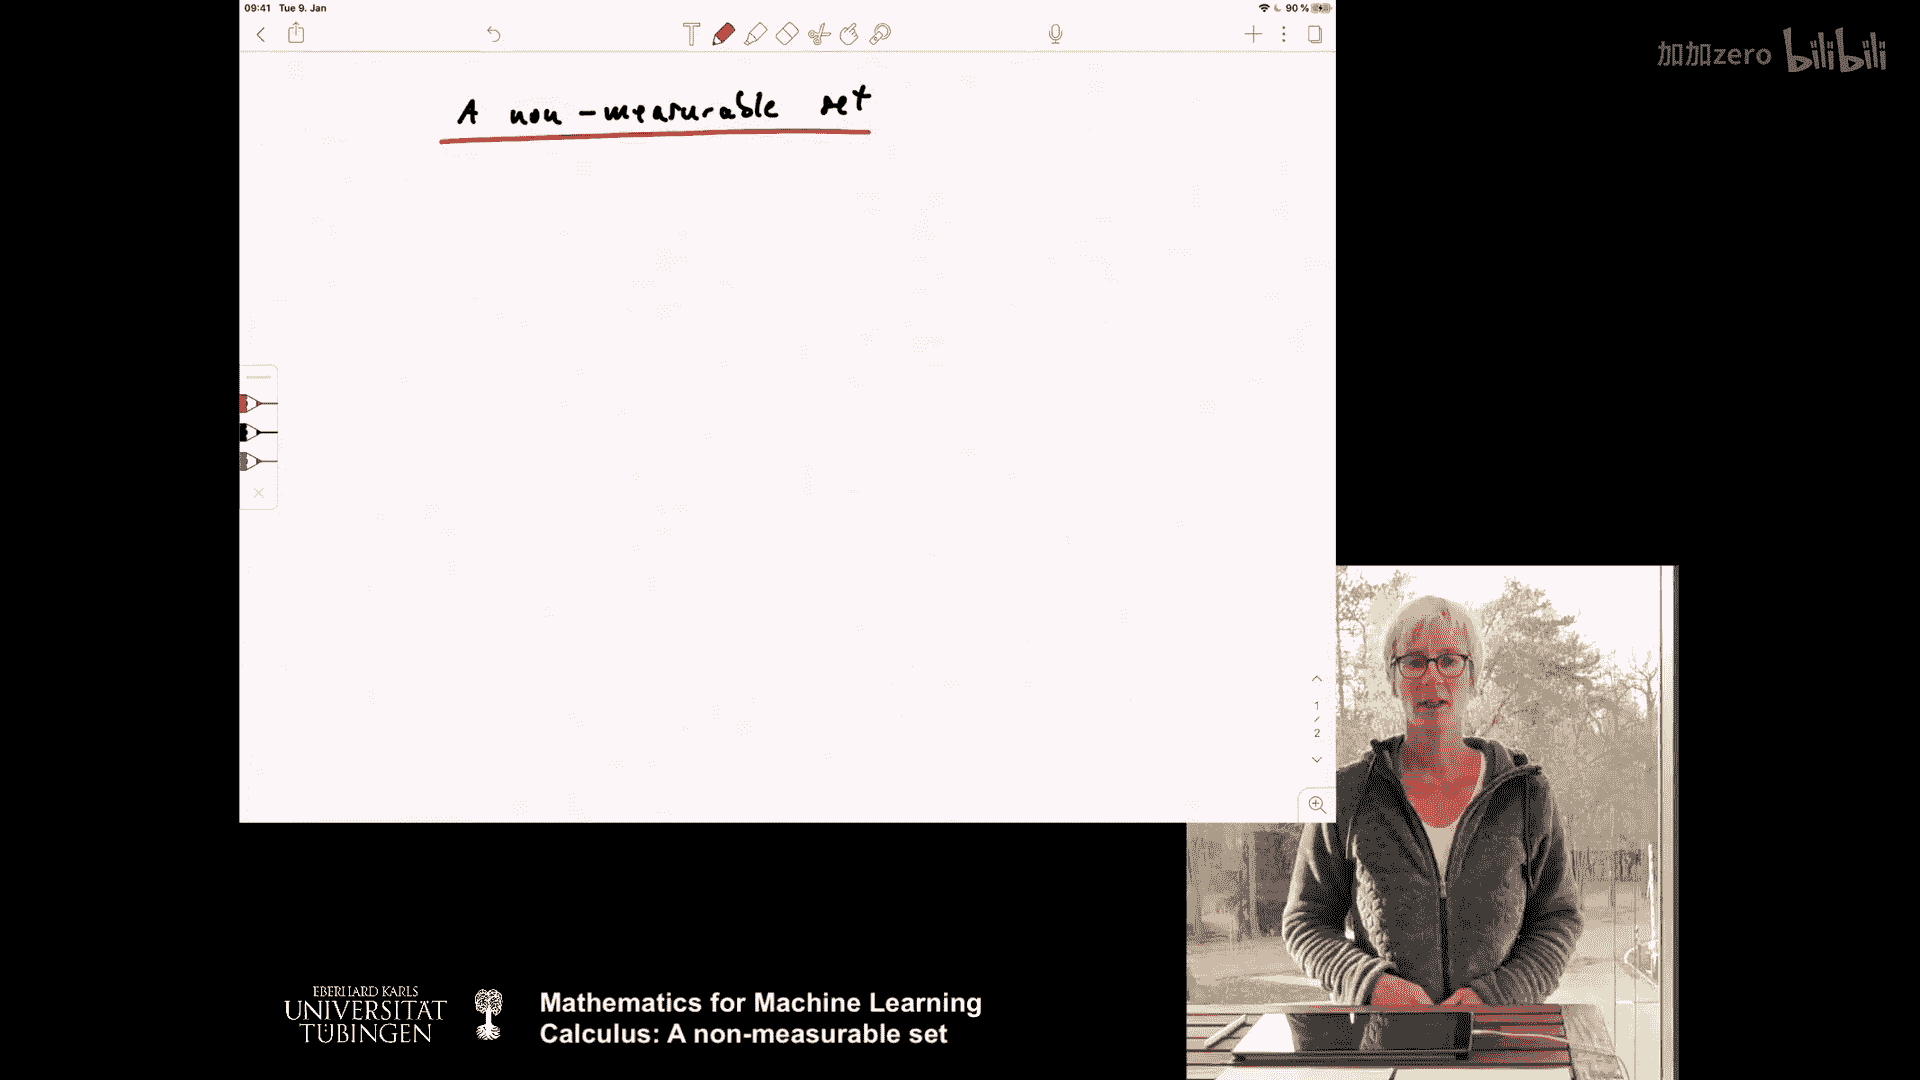 09:41 Tue 9. Jan
90 %
T
A non-measurable set
1
/
2
加加zero bilibili
EBERHARD KARLS
UNIVERSITÄT
TÜBINGEN
Mathematics for Machine Learning
Calculus: A non-measurable set